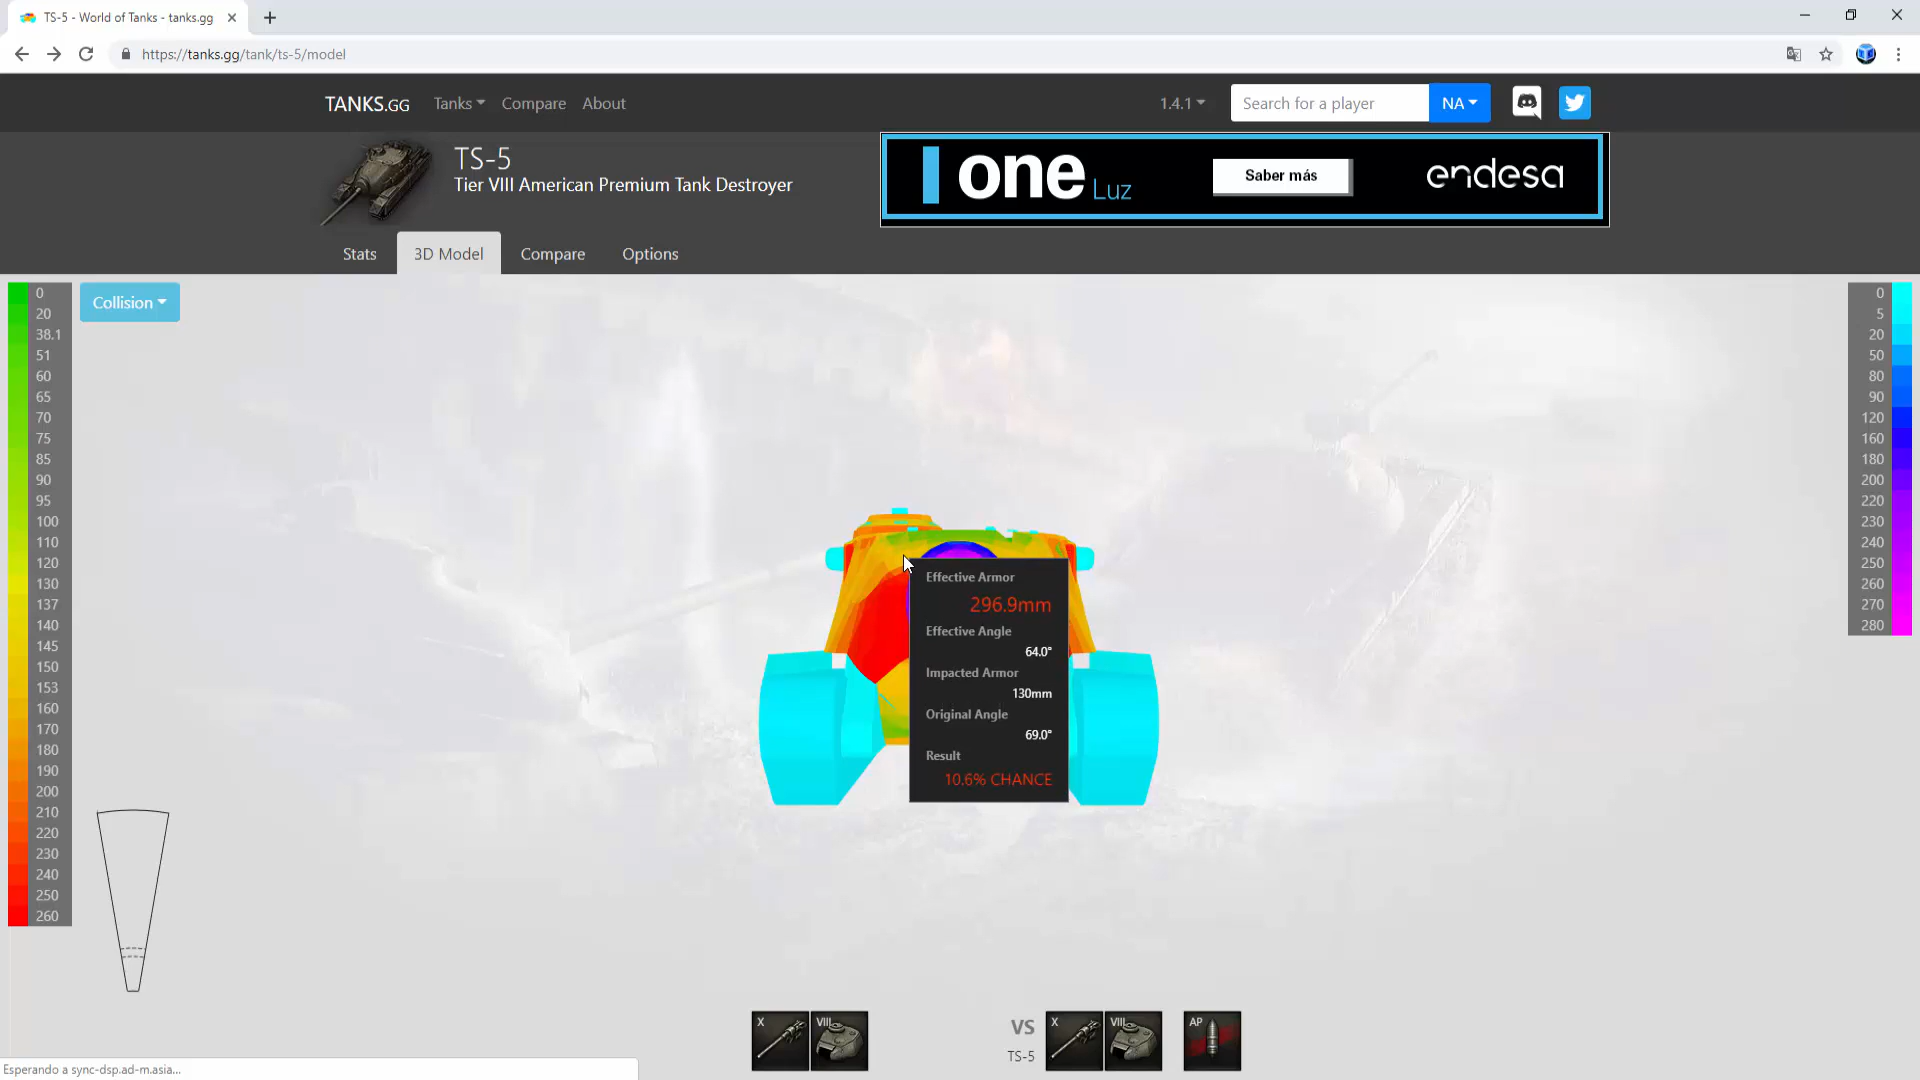 TS-5 - World of Tanks - tanks.gg
https://tanks.gg/tank/ts-5/model
TANKS.GG Tanks Compare About 1.4.1 Search for a player NA
TS-5
Tier VIII American Premium Tank Destroyer
one Luz Saber más endesa
Stats 3D Model Compare Options
Collision
0
20
38.1
51
60
65
70
75
85
90
95
100
110
120
130
137
140
145
150
153
160
170
180
190
200
210
220
230
240
250
260
0
5
20
50
80
90
120
160
180
200
220
230
240
250
260
270
280
Effective Armor
296.9mm
Effective Angle
64.0°
Impacted Armor
130mm
Original Angle
69.0°
Result
10.6% CHANCE
X VIII
VS
TS-5
X VIII AP
Esperando a sync-dsp.ad-m.asia...